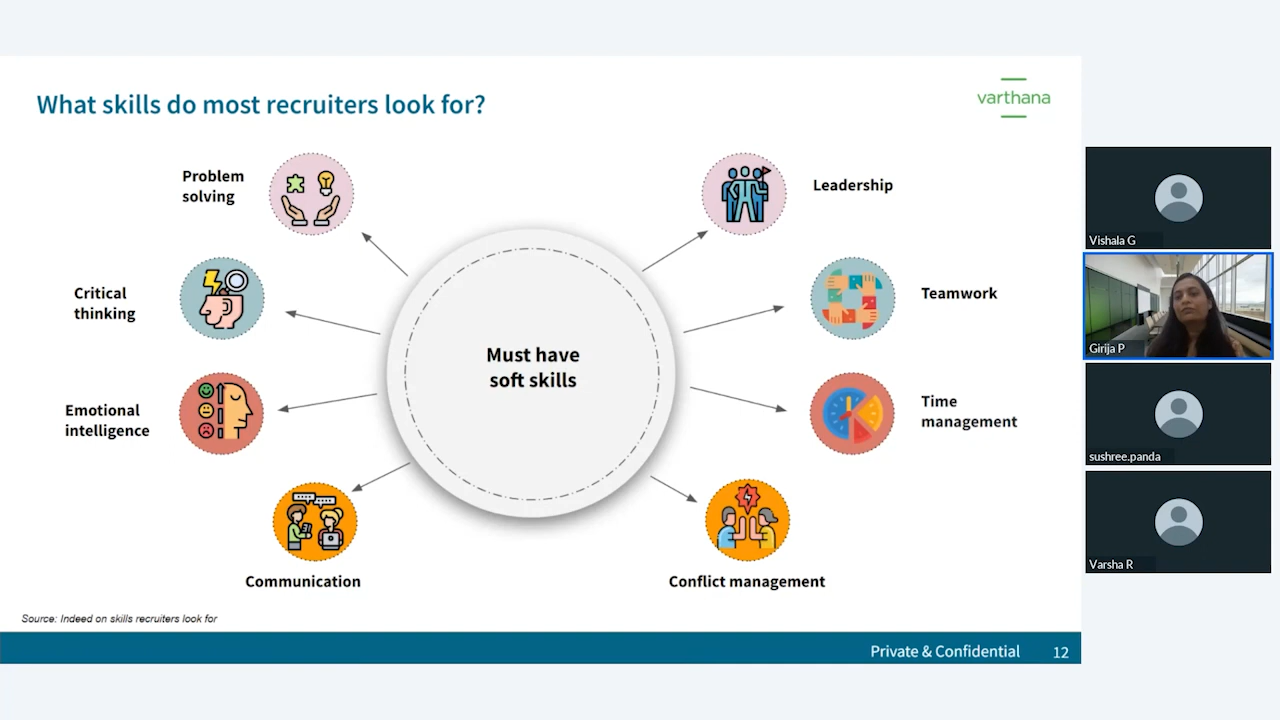 What skills do most recruiters look for?
varthana
Problem
solving
Leadership
Critical
thinking
Teamwork
Must have
soft skills
Emotional
intelligence
Time
management
Communication
Conflict management
Source: Indeed on skills recruiters look for
Private & Confidential
12
Vishala G
Girija P
sushree.panda
Varsha R